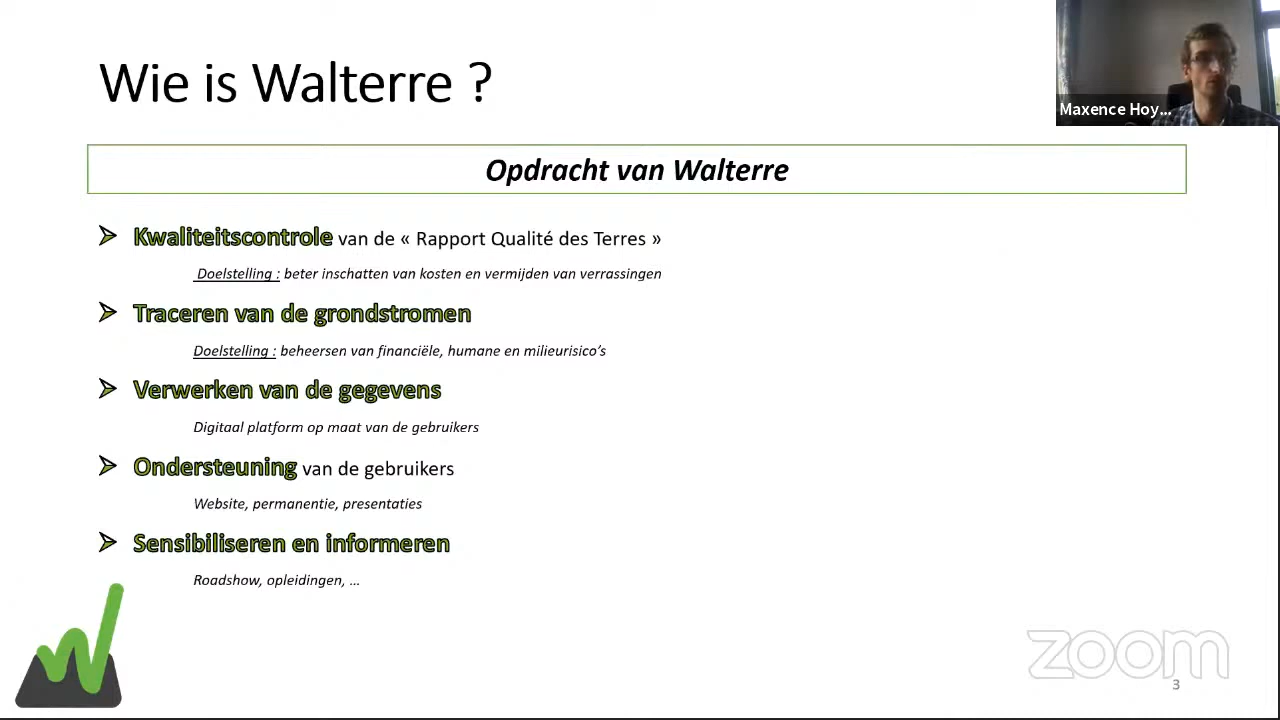 Wie is Walterre ?
Maxence Hoy...
Opdracht van Walterre
Kwaliteitscontrole van de « Rapport Qualité des Terres »
Doelstelling : beter inschatten van kosten en vermijden van verrassingen
Traceren van de grondstromen
Doelstelling : beheersen van financiële, humane en milieurisico’s
Verwerken van de gegevens
Digitaal platform op maat van de gebruikers
Ondersteuning van de gebruikers
Website, permanentie, presentaties
Sensibiliseren en informeren
Roadshow, opleidingen, ...
zoom
3